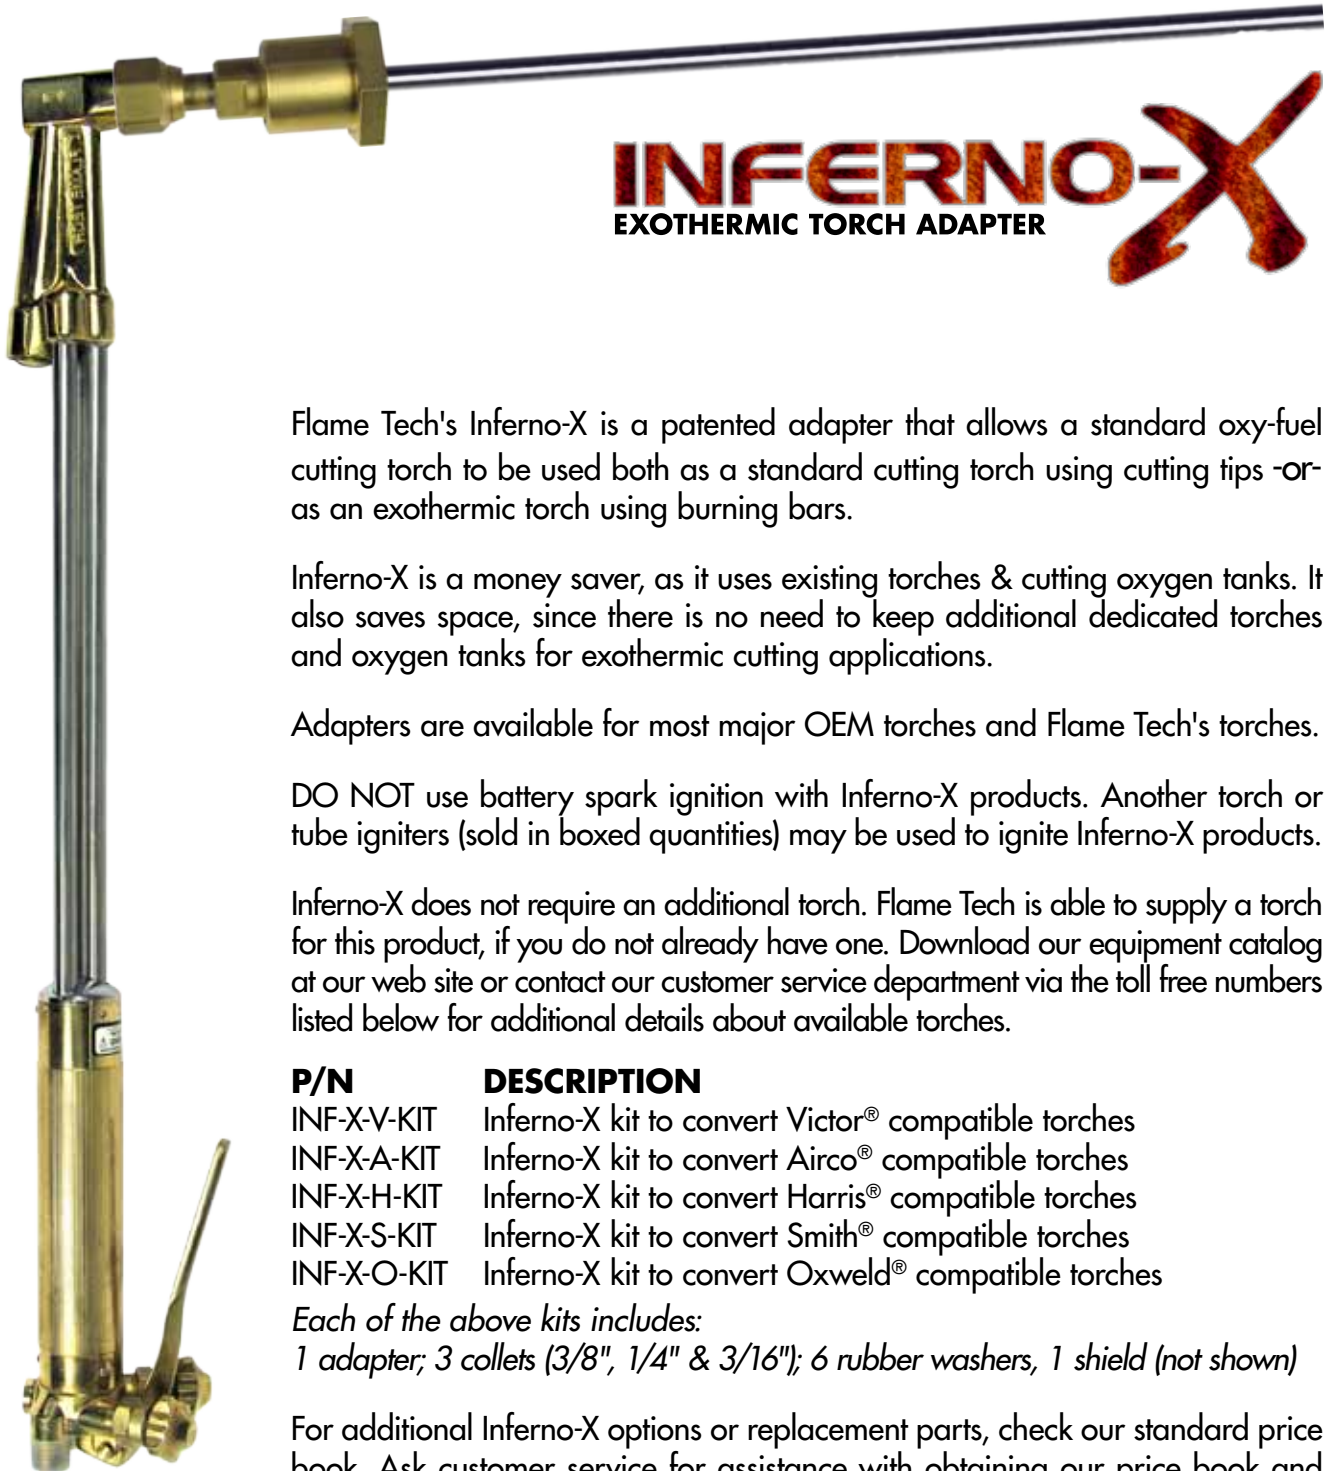 INFERNO-X
EXOTHERMIC TORCH ADAPTER
Flame Tech's Inferno-X is a patented adapter that allows a standard oxy-fuel
cutting torch to be used both as a standard cutting torch using cutting tips -or-
as an exothermic torch using burning bars.
Inferno-X is a money saver, as it uses existing torches & cutting oxygen tanks. It
also saves space, since there is no need to keep additional dedicated torches
and oxygen tanks for exothermic cutting applications.
Adapters are available for most major OEM torches and Flame Tech's torches.
DO NOT use battery spark ignition with Inferno-X products. Another torch or
tube igniters (sold in boxed quantities) may be used to ignite Inferno-X products.
Inferno-X does not require an additional torch. Flame Tech is able to supply a torch
for this product, if you do not already have one. Download our equipment catalog
at our web site or contact our customer service department via the toll free numbers
listed below for additional details about available torches.
P/N DESCRIPTION
INF-X-V-KIT Inferno-X kit to convert Victor® compatible torches
INF-X-A-KIT Inferno-X kit to convert Airco® compatible torches
INF-X-H-KIT Inferno-X kit to convert Harris® compatible torches
INF-X-S-KIT Inferno-X kit to convert Smith® compatible torches
INF-X-O-KIT Inferno-X kit to convert Oxweld® compatible torches
Each of the above kits includes:
1 adapter; 3 collets (3/8", 1/4" & 3/16"); 6 rubber washers, 1 shield (not shown)
For additional Inferno-X options or replacement parts, check our standard price
book. Ask customer service for assistance with obtaining our price book and